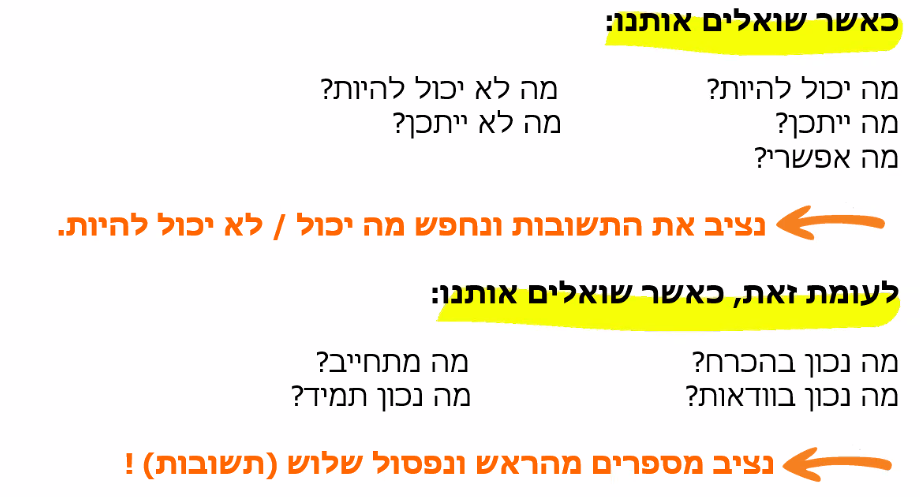 כאשר שואלים אותנו:
מה יכול להיות? מה לא יכול להיות?
מה ייתכן? מה לא ייתכן?
מה אפשרי?
נציב את התשובות ונחפש מה יכול / לא יכול להיות.
לעומת זאת, כאשר שואלים אותנו:
מה נכון בהכרח? מה מתחייב?
מה נכון בוודאות? מה נכון תמיד?
נציב מספרים מהראש ונפסול שלוש (תשובות) !